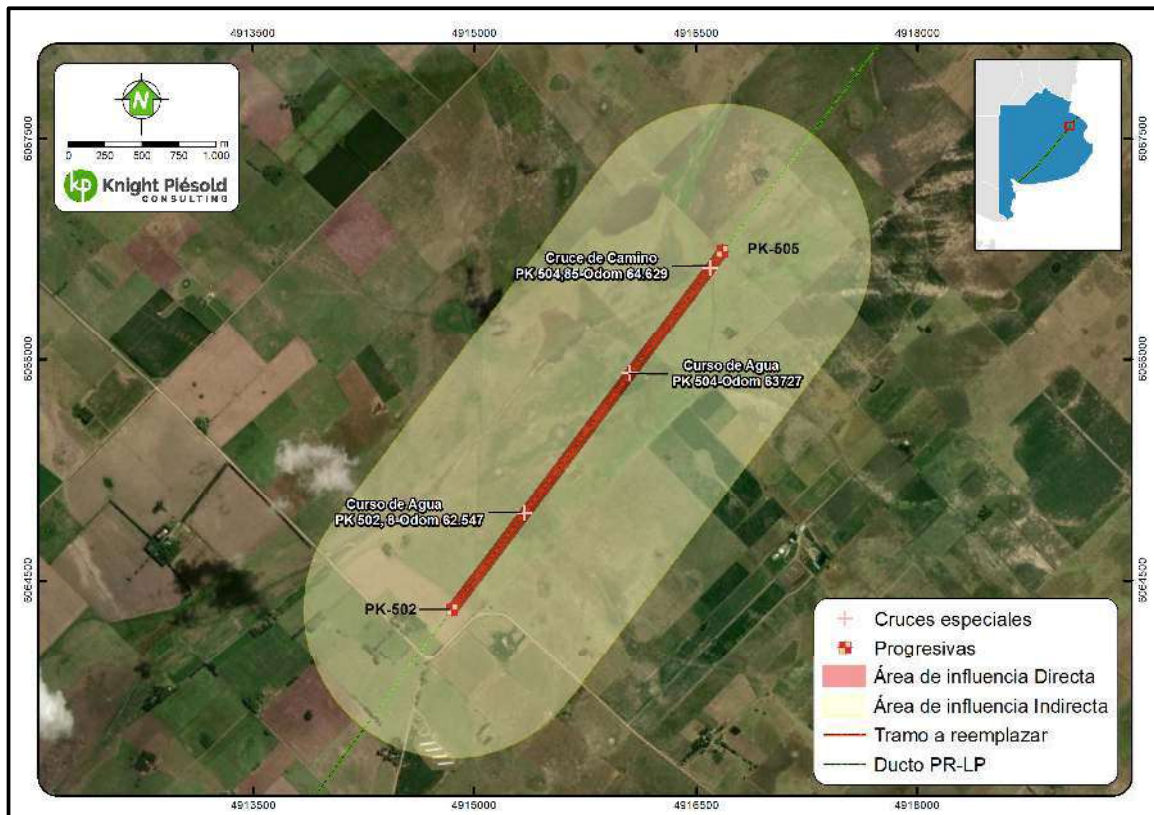 4913500 4915000 4916500 4918000
N
0 250 500 750 1.000 m
kp Knight Piésold
CONSULTING
6067500 6067500
Cruce de Camino
PK 504,85-Odom 64.629
PK-505
6066000 6066000
Curso de Agua
PK 504-Odom 63727
Curso de Agua
PK 502, 8-Odom 62.547
6064500 6064500
PK-502
Cruces especiales
Progresivas
Área de influencia Directa
Área de influencia Indirecta
Tramo a reemplazar
Ducto PR-LP
4913500 4915000 4916500 4918000